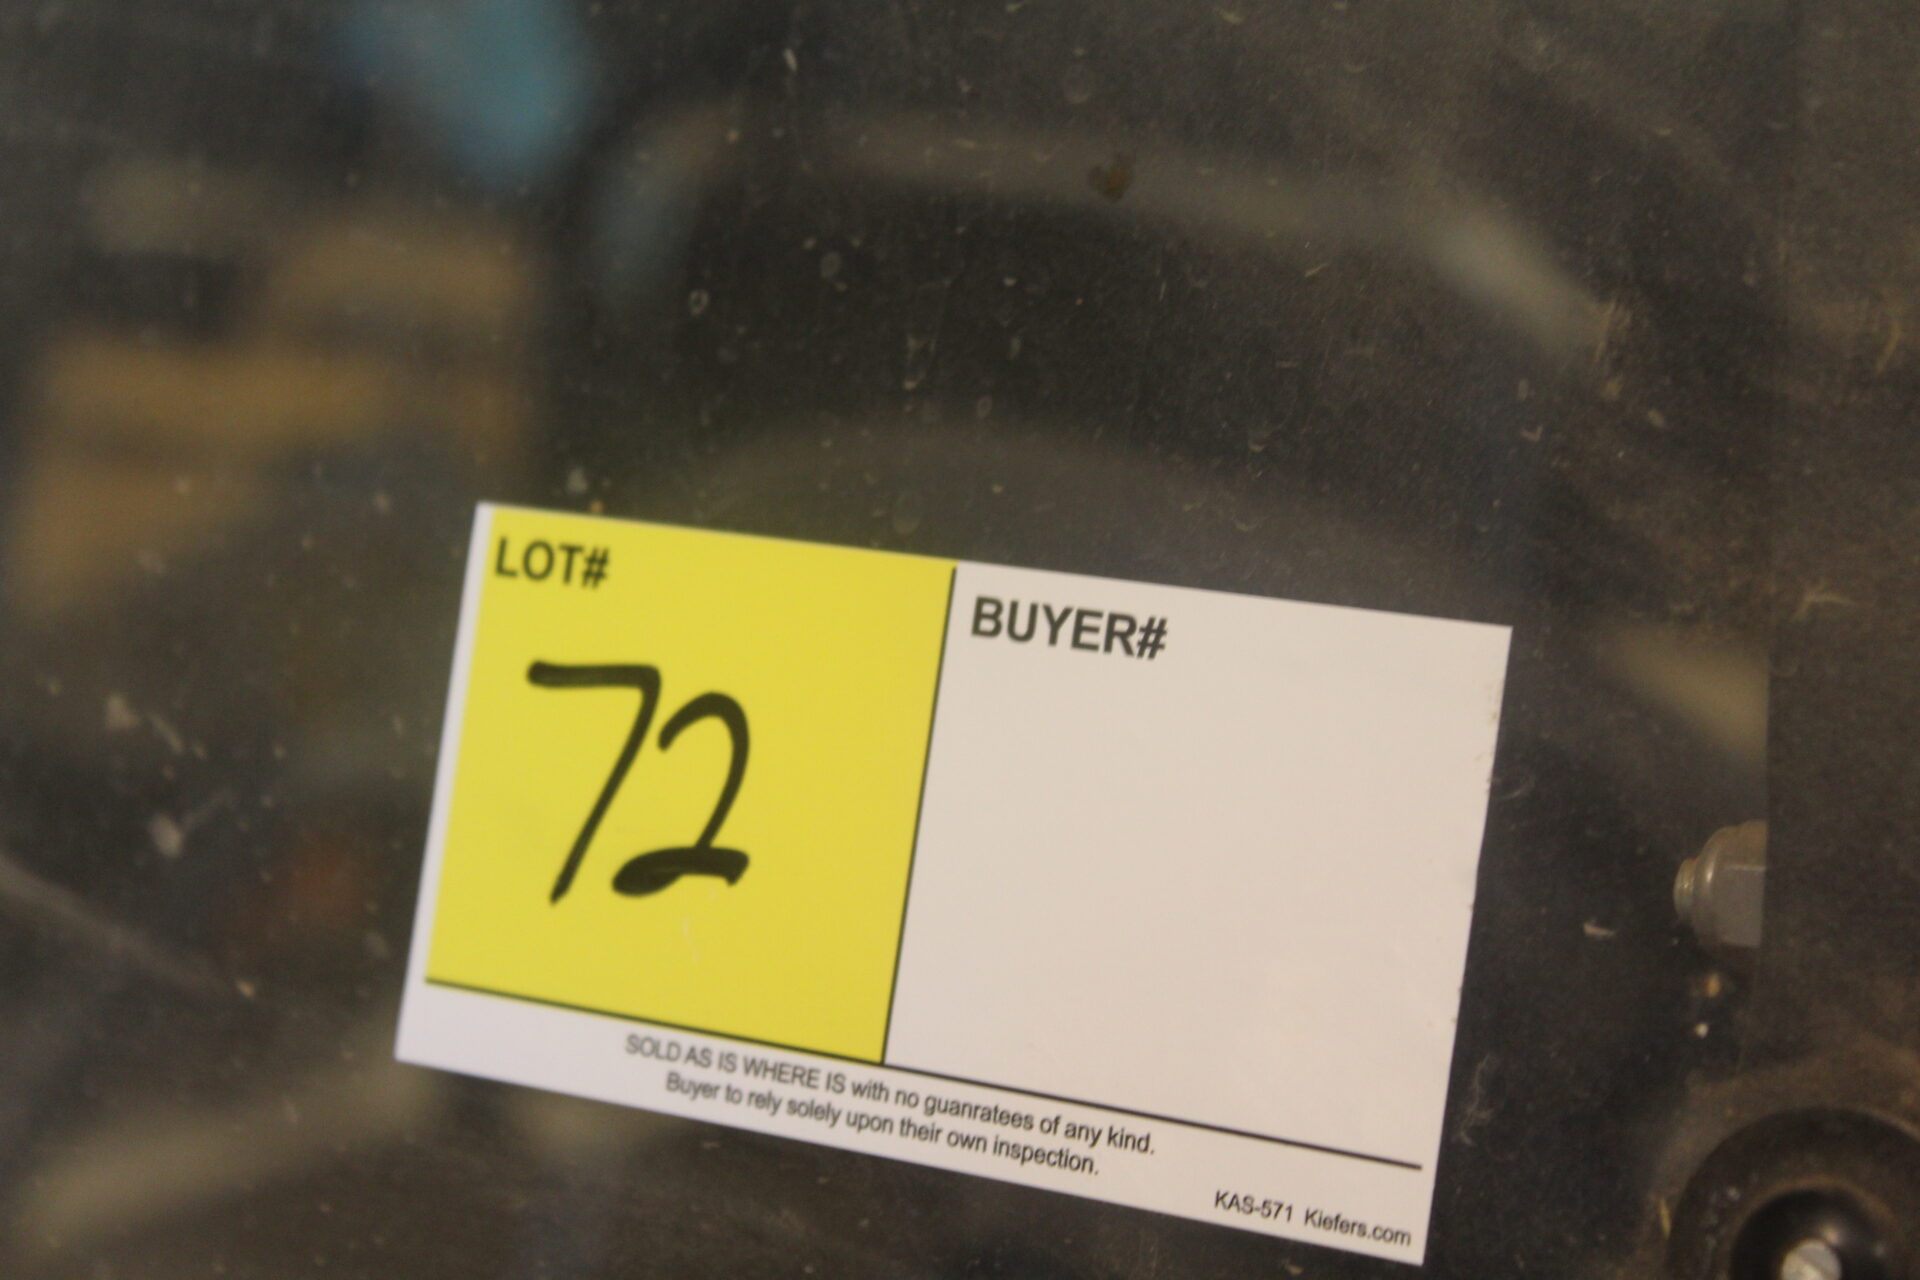 LOT#
72
BUYER#
SOLD AS IS WHERE IS with no guanratees of any kind.
Buyer to rely solely upon their own inspection.
KAS-571 Kiefers.com